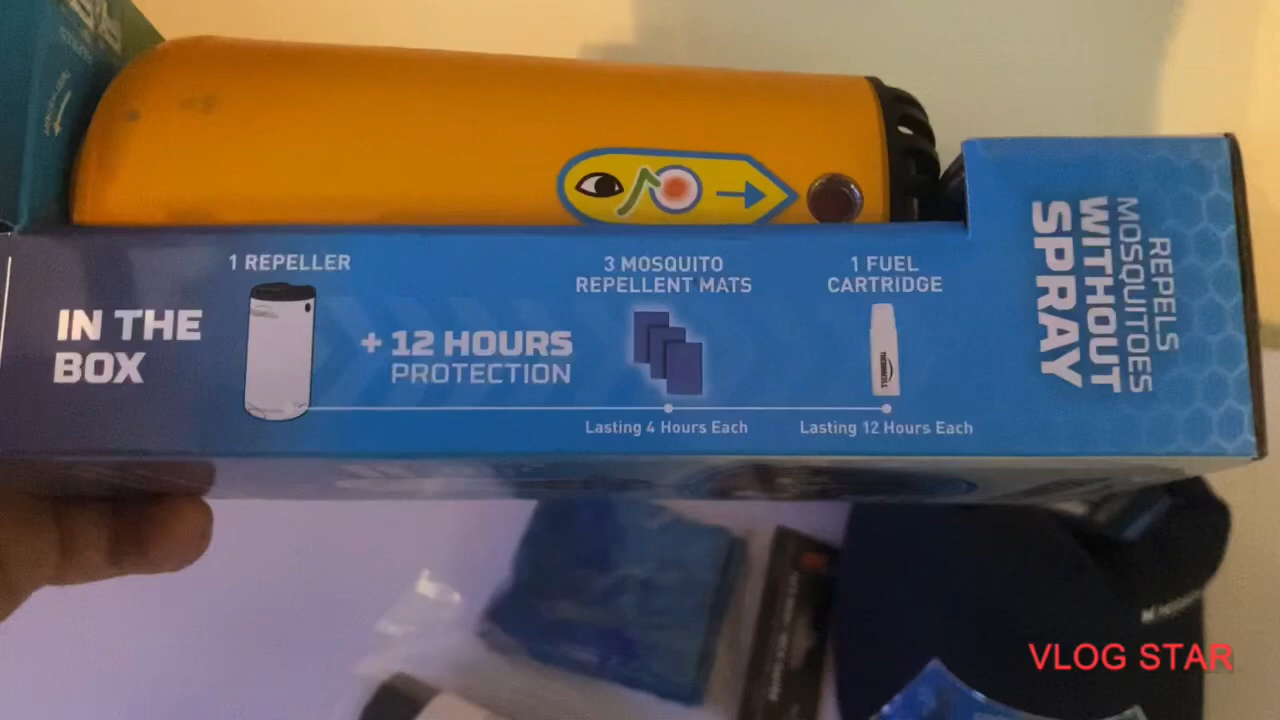 IN THE
BOX
1 REPELLER
+ 12 HOURS
PROTECTION
3 MOSQUITO
REPELLENT MATS
Lasting 4 Hours Each
1 FUEL
CARTRIDGE
THERMACELL
Lasting 12 Hours Each
REPELS
MOSQUITOES
WITHOUT
SPRAY
VLOG STAR